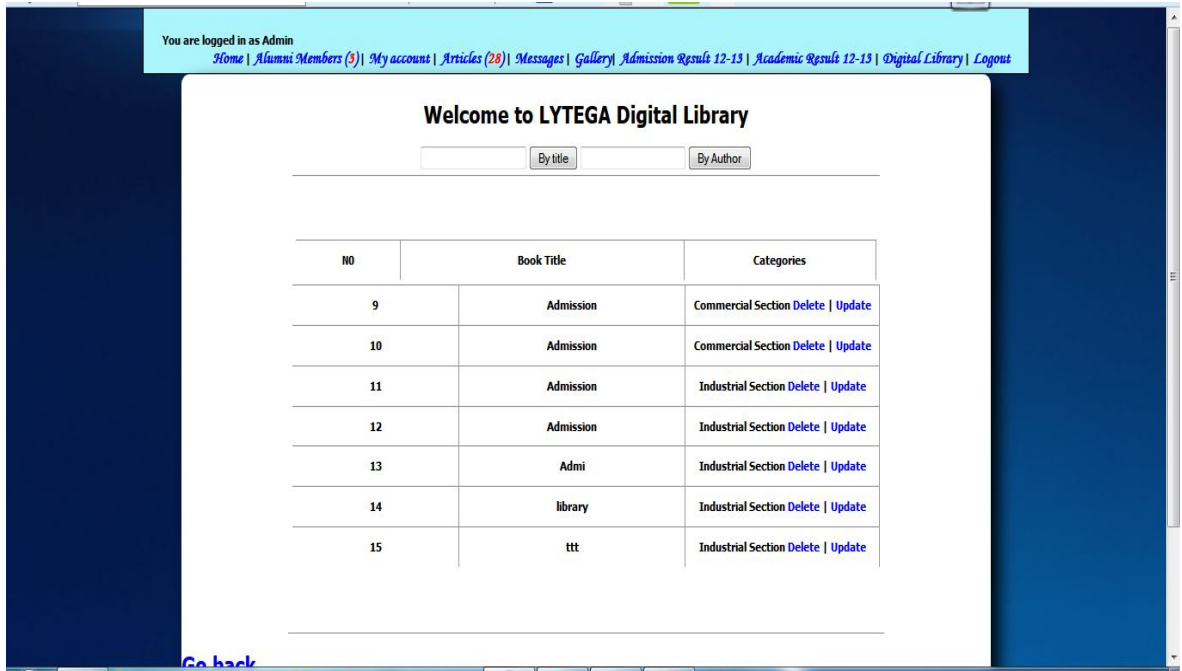 You are logged in as Admin
Home | Alumni Members (3)| My account | Articles (28)| Messages | Gallery| Admission Result 12-13 | Academic Result 12-13 | Digital Library | Logout
Welcome to LYTEGA Digital Library
By title By Author
N0 Book Title Categories
9 Admission Commercial Section Delete | Update
10 Admission Commercial Section Delete | Update
11 Admission Industrial Section Delete | Update
12 Admission Industrial Section Delete | Update
13 Admi Industrial Section Delete | Update
14 library Industrial Section Delete | Update
15 ttt Industrial Section Delete | Update
Go back